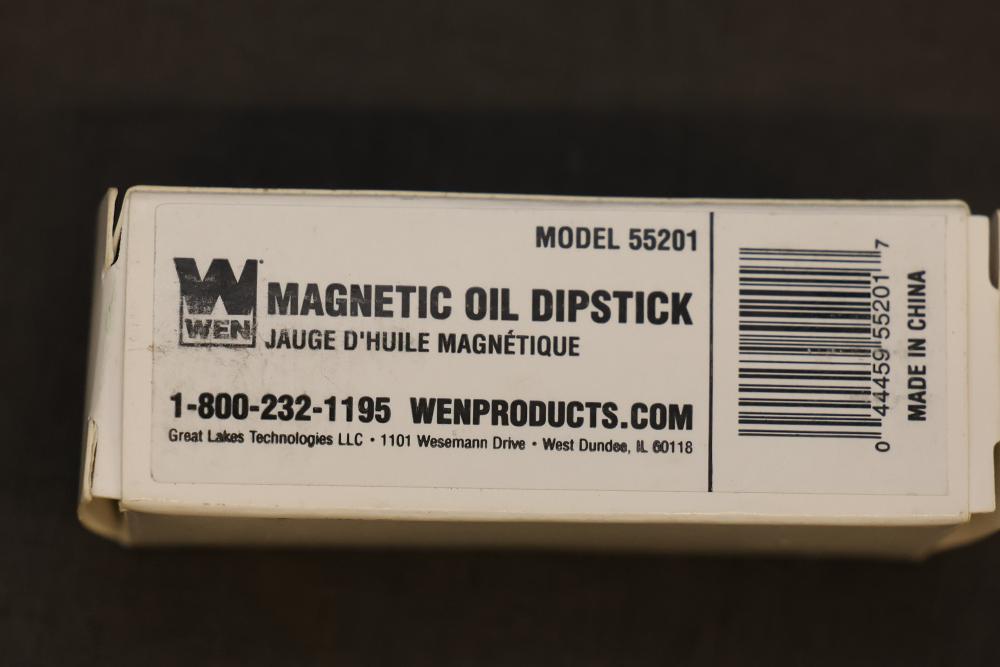 MODEL 55201
WEN
MAGNETIC OIL DIPSTICK
JAUGE D'HUILE MAGNÉTIQUE
1-800-232-1195 WENPRODUCTS.COM
Great Lakes Technologies LLC • 1101 Wesemann Drive • West Dundee, IL 60118
0 44459 55201 7
MADE IN CHINA